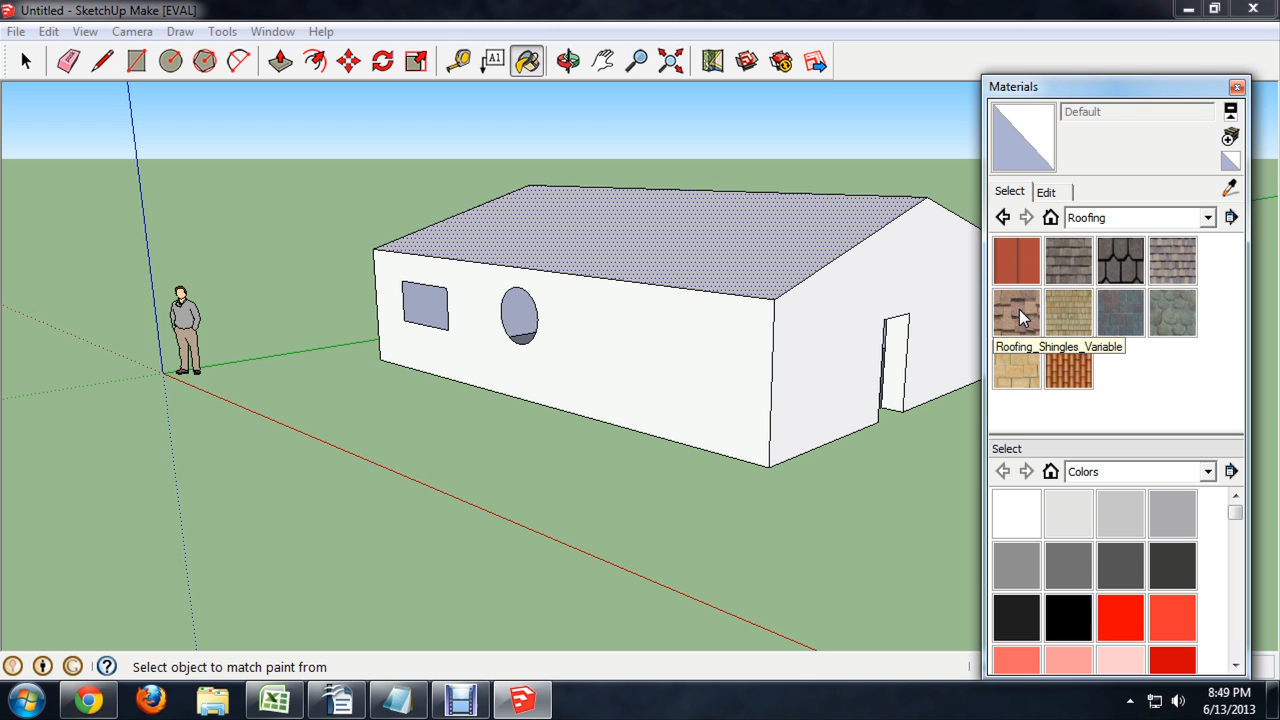 Untitled - SketchUp Make [EVAL]
File Edit View Camera Draw Tools Window Help
A1
Materials
Default
Select Edit
Roofing
Roofing_Shingles_Variable
Select
Colors
Select object to match paint from
8:49 PM
6/13/2013